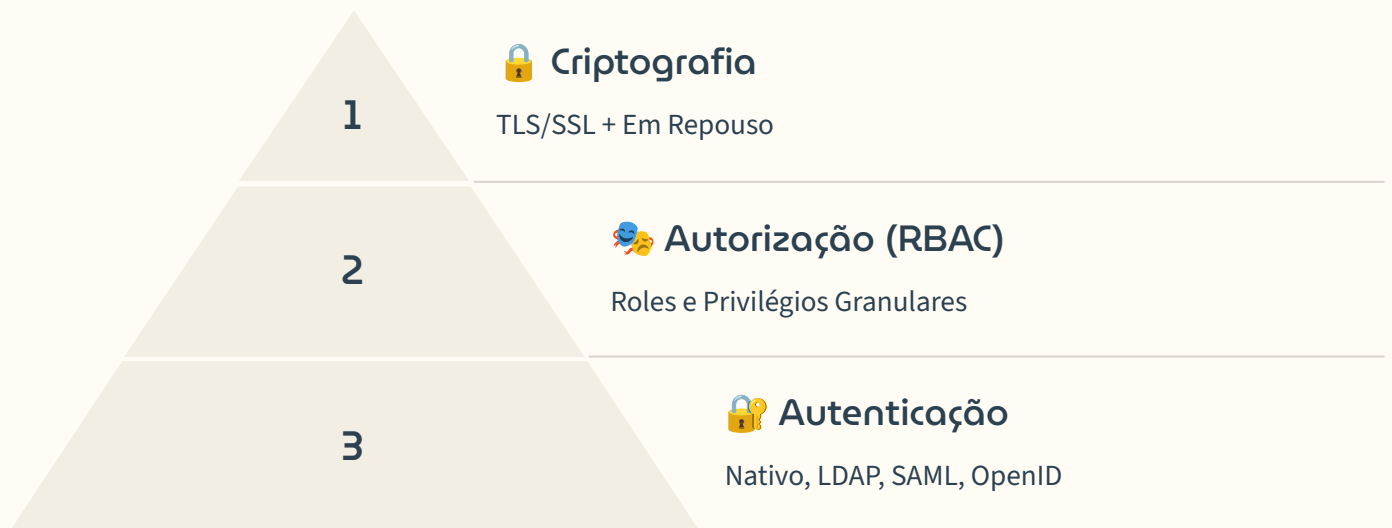 1
🔒 Criptografia
TLS/SSL + Em Repouso
2
🎭 Autorização (RBAC)
Roles e Privilégios Granulares
3
🔐 Autenticação
Nativo, LDAP, SAML, OpenID